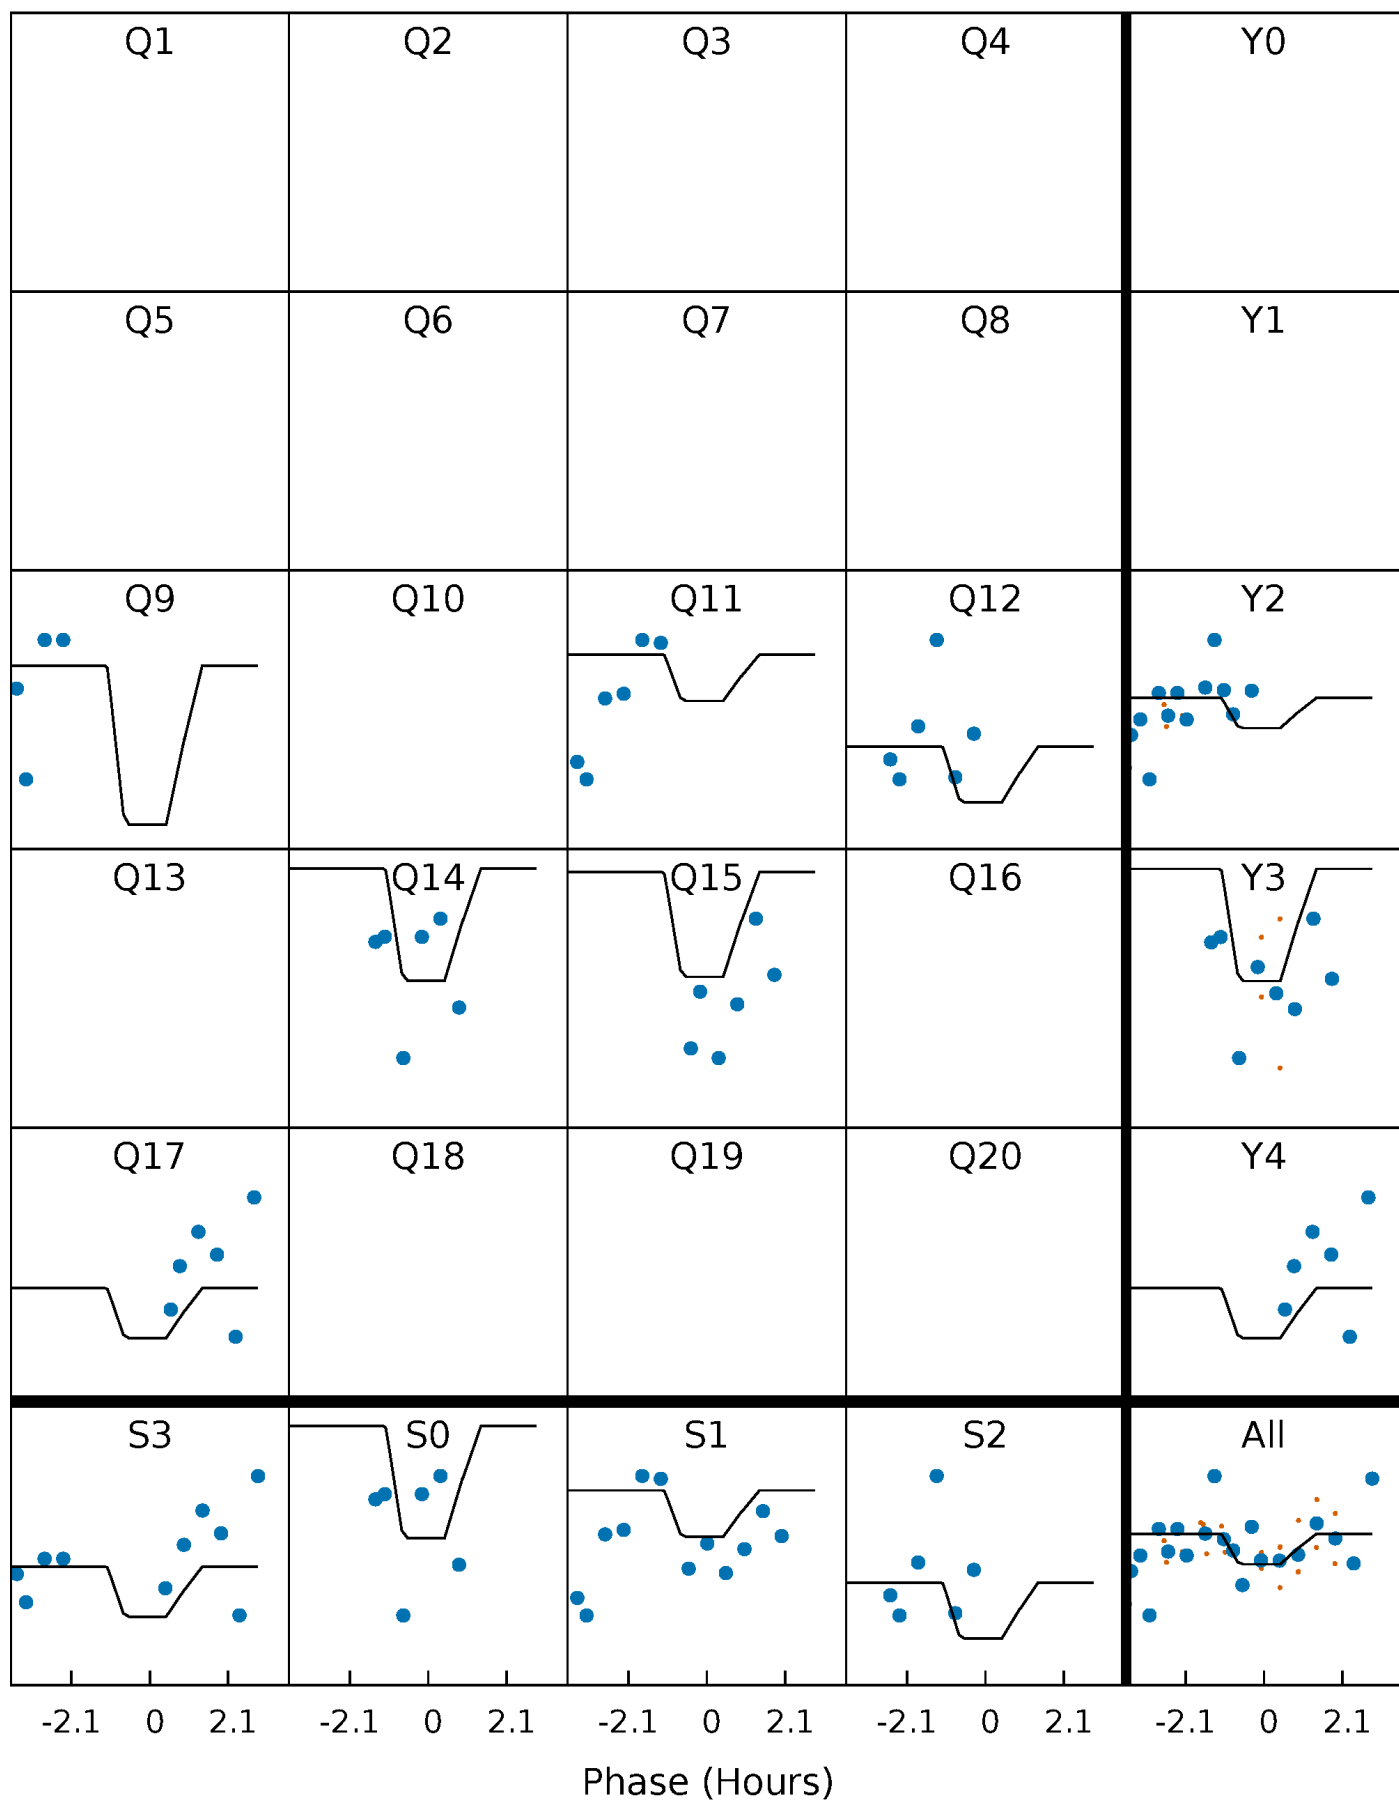 Q1 Q2 Q3 Q4 Y0
Q5 Q6 Q7 Q8 Y1
Q9 Q10 Q11 Q12 Y2
Q13 Q14 Q15 Q16 Y3
Q17 Q18 Q19 Q20 Y4
S3 S0 S1 S2 All
-2.1 0 2.1 -2.1 0 2.1 -2.1 0 2.1 -2.1 0 2.1 -2.1 0 2.1
Phase (Hours)